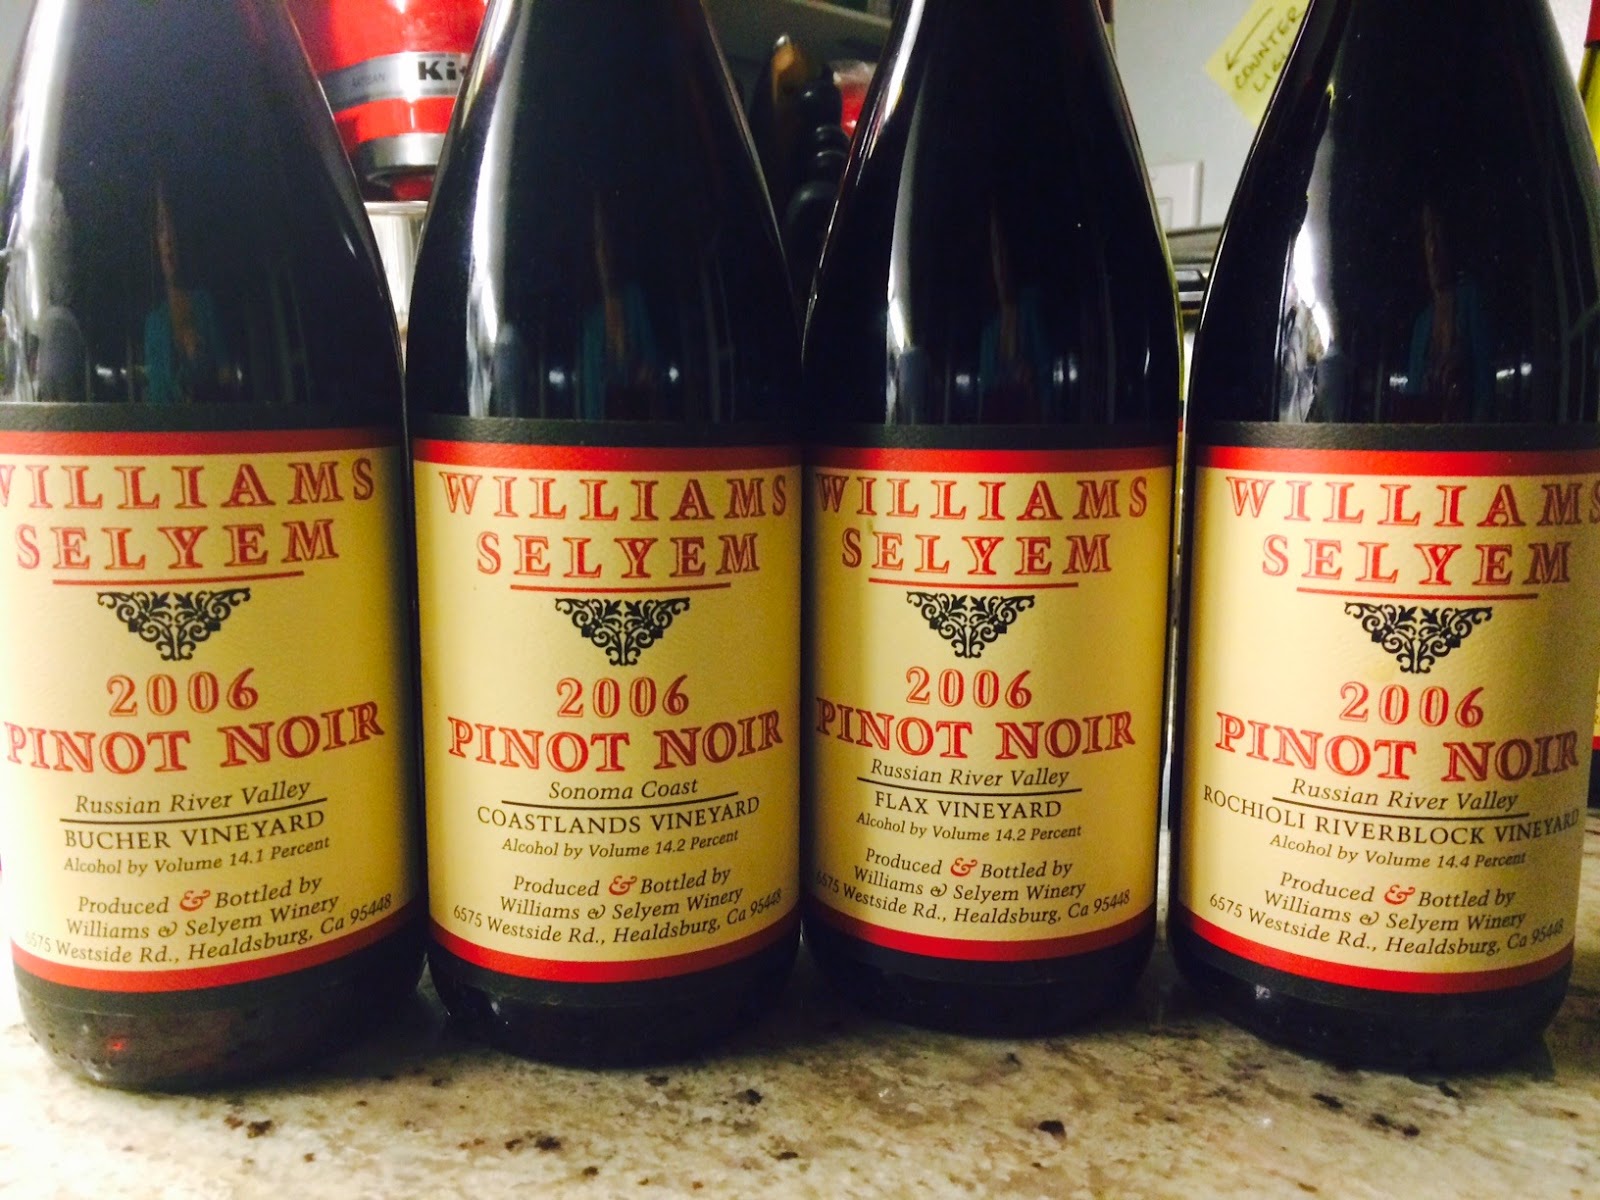 ARTISAN
Ki
COUNTER
WILLIAMS
SELYEM
2006
PINOT NOIR
Russian River Valley
BUCHER VINEYARD
Alcohol by Volume 14.1 Percent
Produced & Bottled by
Williams & Selyem Winery
6575 Westside Rd., Healdsburg, Ca 95448
WILLIAMS
SELYEM
2006
PINOT NOIR
Sonoma Coast
COASTLANDS VINEYARD
Alcohol by Volume 14.2 Percent
Produced & Bottled by
Williams & Selyem Winery
6575 Westside Rd., Healdsburg, Ca 95448
WILLIAMS
SELYEM
2006
PINOT NOIR
Russian River Valley
FLAX VINEYARD
Alcohol by Volume 14.2 Percent
Produced & Bottled by
Williams & Selyem Winery
6575 Westside Rd., Healdsburg, Ca 95448
WILLIAMS
SELYEM
2006
PINOT NOIR
Russian River Valley
ROCHIOLI RIVERBLOCK VINEYARD
Alcohol by Volume 14.4 Percent
Produced & Bottled by
Williams & Selyem Winery
6575 Westside Rd., Healdsburg, Ca 95448